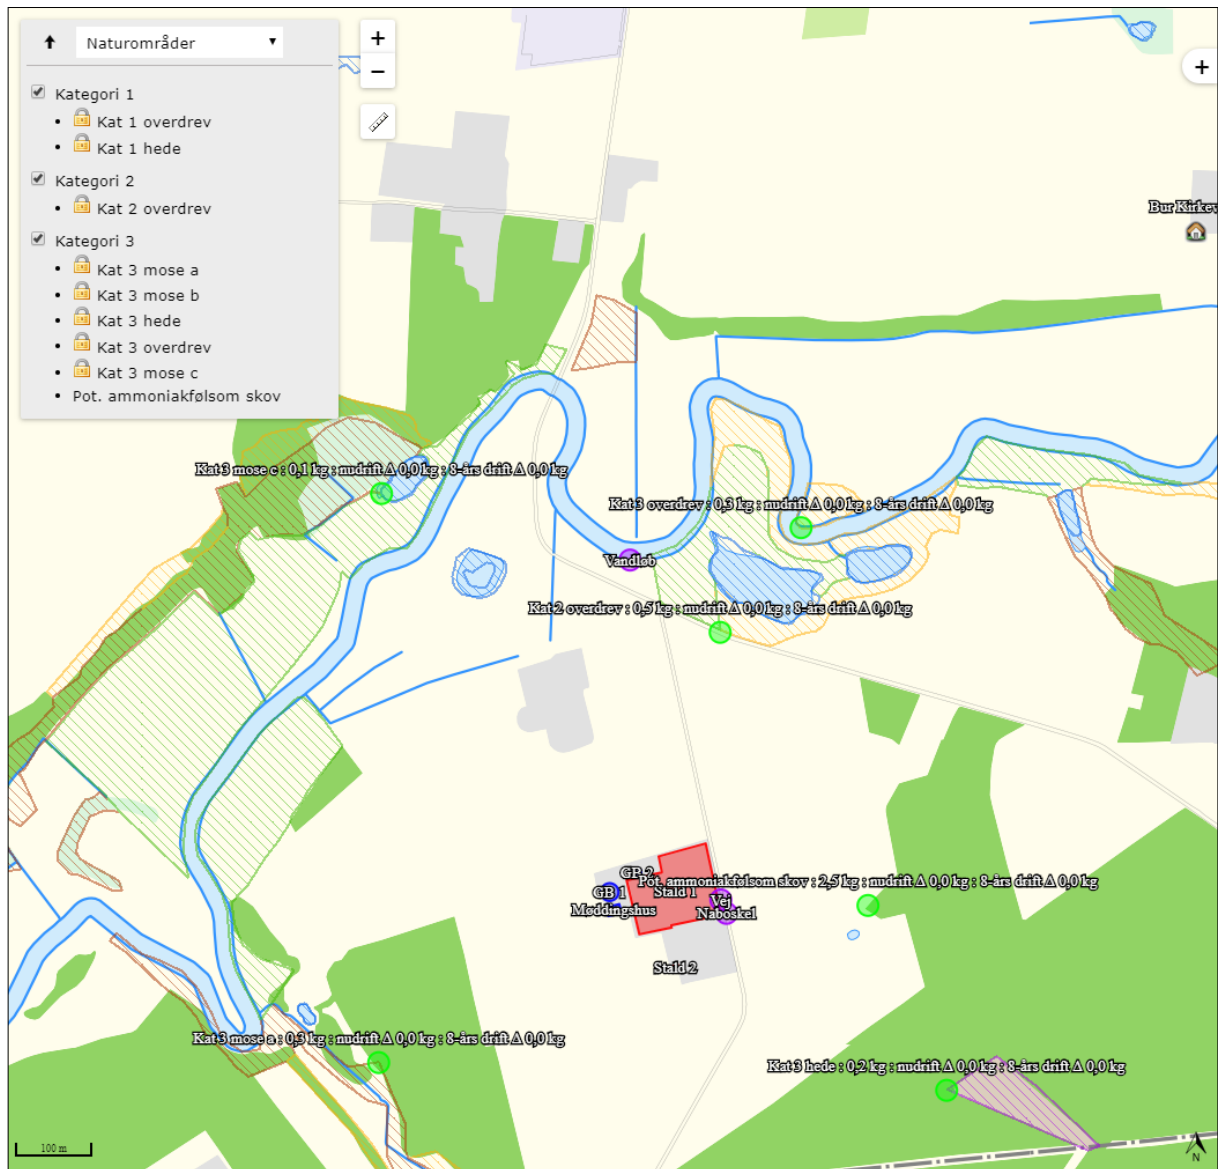 Naturområder
+
−
+
Kategori 1
Kat 1 overdrev
Kat 1 hede
Kategori 2
Kat 2 overdrev
Kategori 3
Kat 3 mose a
Kat 3 mose b
Kat 3 hede
Kat 3 overdrev
Kat 3 mose c
Pot. ammoniakfølsom skov
Bur Kirkev
Kat 3 mose c : 0,1 kg : nudrift Δ 0,0 kg : 8-års drift Δ 0,0 kg
Kat 3 overdrev : 0,3 kg : nudrift Δ 0,0 kg : 8-års drift Δ 0,0 kg
Vandløb
Kat 2 overdrev : 0,5 kg : nudrift Δ 0,0 kg : 8-års drift Δ 0,0 kg
GB 2
Pot. ammoniakfølsom skov : 2,5 kg : nudrift Δ 0,0 kg : 8-års drift Δ 0,0 kg
GB 1
Stald 1
Vej
Møddingshus
Naboskel
Stald 2
Kat 3 mose a : 0,3 kg : nudrift Δ 0,0 kg : 8-års drift Δ 0,0 kg
Kat 3 hede : 0,2 kg : nudrift Δ 0,0 kg : 8-års drift Δ 0,0 kg
100 m
N